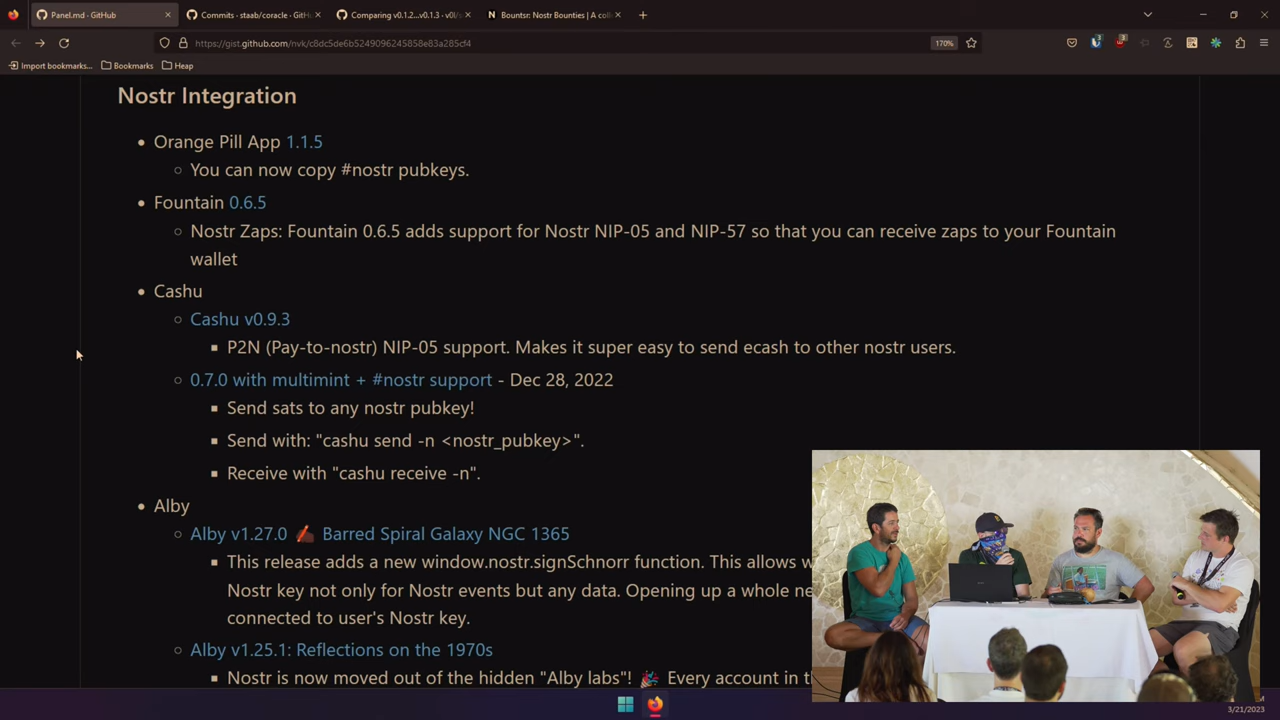 Panel.md · GitHub
Commits · staab/coracle · GitH
Comparing v0.1.2...v0.1.3 · v0l/s
Bountsr: Nostr Bounties | A coll
https://gist.github.com/nvk/c8dc5de6b5249096245858e83a285cf4
170%
Import bookmarks...
Bookmarks
Heap
Nostr Integration
Orange Pill App 1.1.5
You can now copy #nostr pubkeys.
Fountain 0.6.5
Nostr Zaps: Fountain 0.6.5 adds support for Nostr NIP-05 and NIP-57 so that you can receive zaps to your Fountain
wallet
Cashu
Cashu v0.9.3
P2N (Pay-to-nostr) NIP-05 support. Makes it super easy to send ecash to other nostr users.
0.7.0 with multimint + #nostr support - Dec 28, 2022
Send sats to any nostr pubkey!
Send with: "cashu send -n <nostr_pubkey>".
Receive with "cashu receive -n".
Alby
Alby v1.27.0 Barred Spiral Galaxy NGC 1365
This release adds a new window.nostr.signSchnorr function. This allows
Nostr key not only for Nostr events but any data. Opening up a whole
connected to user's Nostr key.
Alby v1.25.1: Reflections on the 1970s
Nostr is now moved out of the hidden "Alby labs"! 🎉 Every account in
3/21/2023